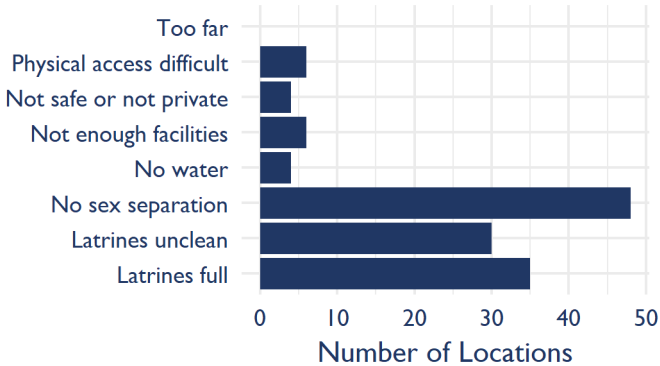 Too far
Physical access difficult
Not safe or not private
Not enough facilities
No water
No sex separation
Latrines unclean
Latrines full
0 10 20 30 40 50
Number of Locations